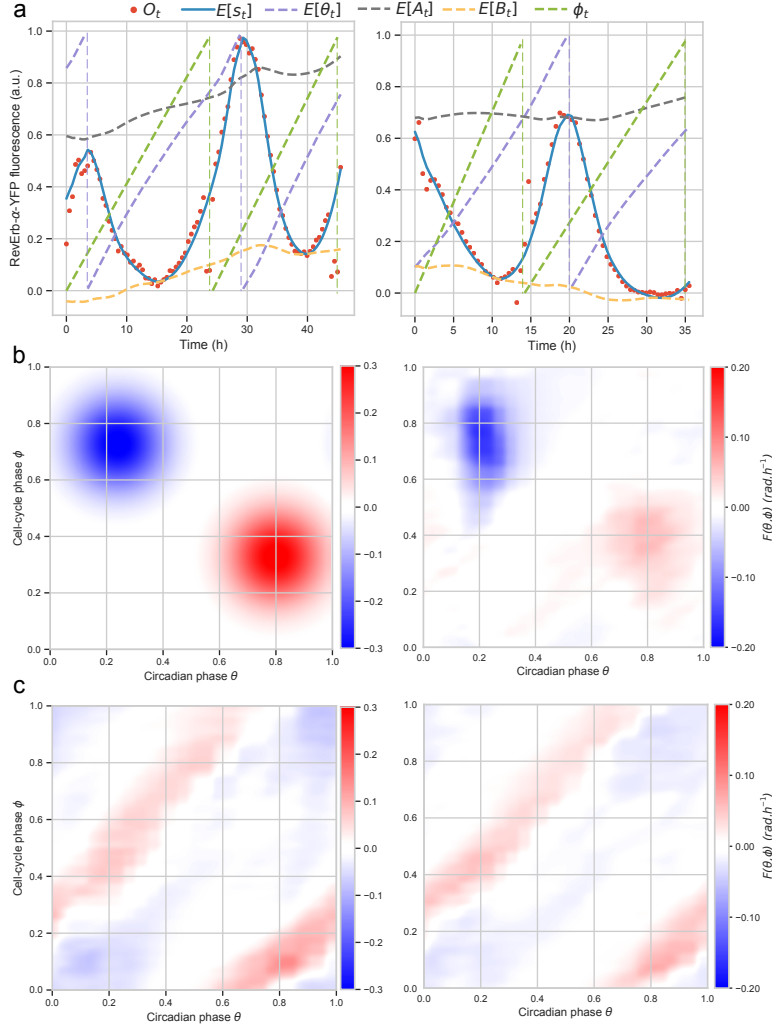 a
O_t E[s_t] E[θ_t] E[A_t] E[B_t] ϕ_t
RevErb-α-YFP fluorescence (a.u.)
1.0
0.8
0.6
0.4
0.2
0.0
0 10 20 30 40
Time (h)
1.0
0.8
0.6
0.4
0.2
0.0
0 5 10 15 20 25 30 35
Time (h)
b
Cell-cycle phase ϕ
1.0
0.8
0.6
0.4
0.2
0.0
0.0 0.2 0.4 0.6 0.8 1.0
Circadian phase θ
0.3
0.2
0.1
0.0
−0.1
−0.2
−0.3
1.0
0.8
0.6
0.4
0.2
0.0
0.0 0.2 0.4 0.6 0.8 1.0
Circadian phase θ
0.20
0.10
0.00
−0.10
−0.20
F(θ,ϕ) (rad.h⁻¹)
c
Cell-cycle phase ϕ
1.0
0.8
0.6
0.4
0.2
0.0
0.0 0.2 0.4 0.6 0.8 1.0
Circadian phase θ
0.3
0.2
0.1
0.0
−0.1
−0.2
−0.3
1.0
0.8
0.6
0.4
0.2
0.0
0.0 0.2 0.4 0.6 0.8 1.0
Circadian phase θ
0.20
0.10
0.00
−0.10
−0.20
F(θ,ϕ) (rad.h⁻¹)